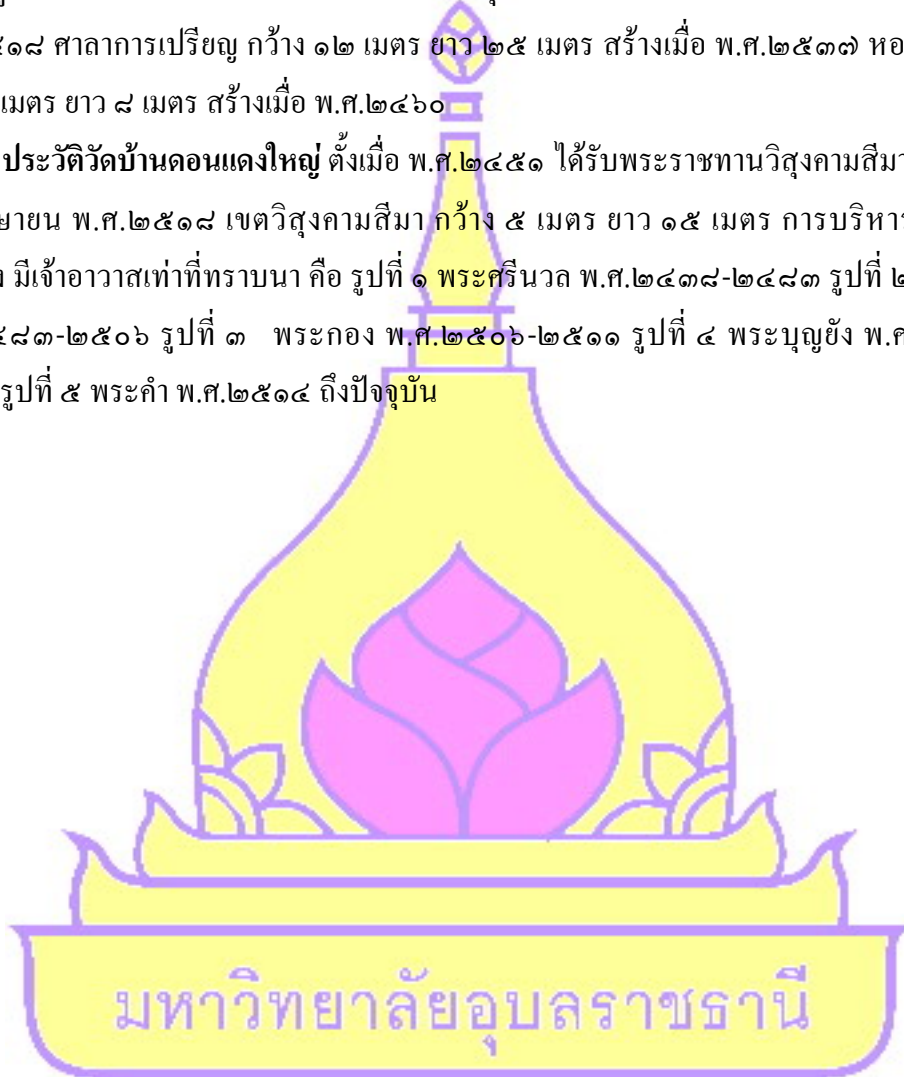 ๕๑๘ ศาลาการเปรียญ กว้าง ๑๒ เมตร ยาว ๒๕ เมตร สร้างเมื่อ พ.ศ.๒๕๓๗ หอ
เมตร ยาว ๘ เมตร สร้างเมื่อ พ.ศ.๒๔๖๐
ประวัติวัดบ้านดอนแดงใหญ่ ตั้งเมื่อ พ.ศ.๒๔๕๑ ได้รับพระราชทานวิสุงคามสีมา
ษายน พ.ศ.๒๕๑๘ เขตวิสุงคามสีมา กว้าง ๕ เมตร ยาว ๑๕ เมตร การบริหาร
ง มีเจ้าอาวาสเท่าที่ทราบนา คือ รูปที่ ๑ พระศรีนวล พ.ศ.๒๔๓๘-๒๔๘๓ รูปที่ ๒
๔๘๓-๒๕๐๖ รูปที่ ๓ พระกอง พ.ศ.๒๕๐๖-๒๕๑๑ รูปที่ ๔ พระบุญยัง พ.ศ
รูปที่ ๕ พระคำ พ.ศ.๒๕๑๔ ถึงปัจจุบัน
มหาวิทยาลัยอุบลราชธานี